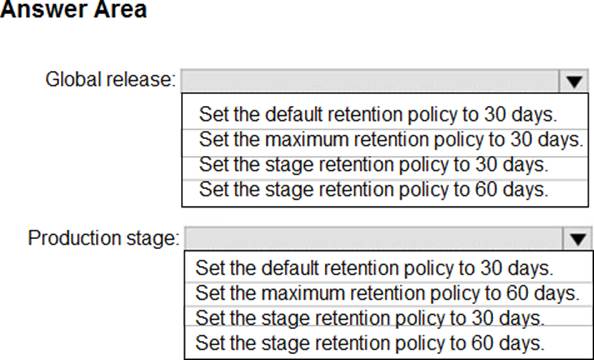 Answer Area
Global release:
Set the default retention policy to 30 days.
Set the maximum retention policy to 30 days.
Set the stage retention policy to 30 days.
Set the stage retention policy to 60 days.
Production stage:
Set the default retention policy to 30 days.
Set the maximum retention policy to 60 days.
Set the stage retention policy to 30 days.
Set the stage retention policy to 60 days.